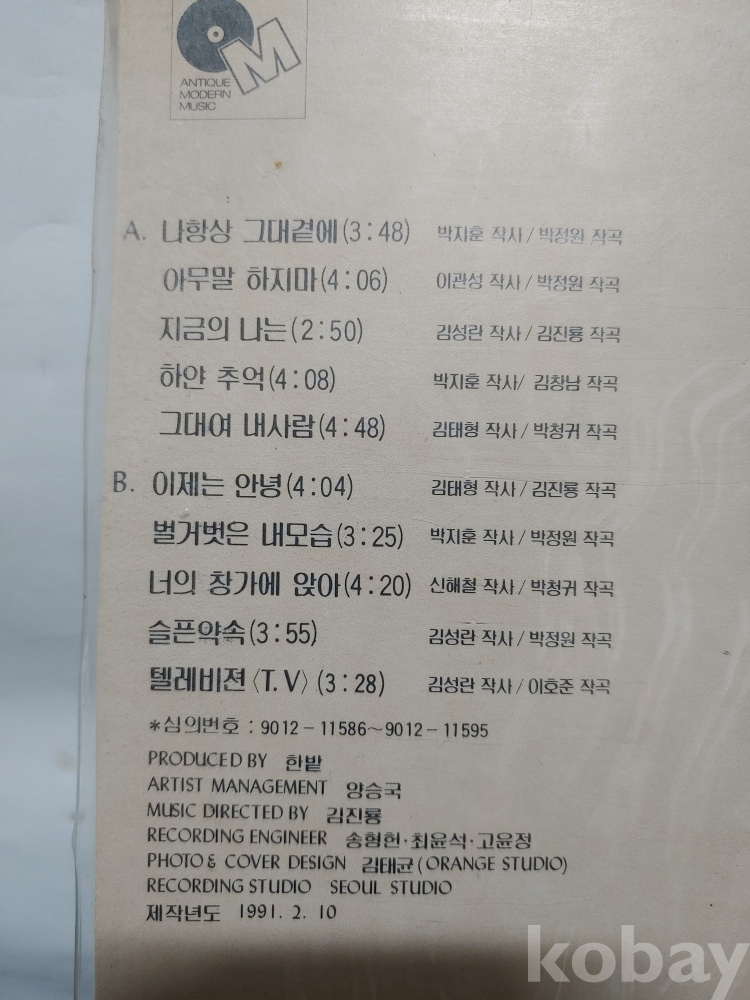 M
ANTIQUE
MODERN
MUSIC
A. 나항상 그대곁에(3:48) 박지훈 작사/박정원 작곡
아무말 하지마(4:06) 이관성 작사/박정원 작곡
지금의 나는(2:50) 김성란 작사/김진룡 작곡
하얀 추억(4:08) 박지훈 작사/ 김창남 작곡
그대여 내사람(4:48) 김태형 작사/박청귀 작곡
B. 이제는 안녕(4:04) 김태형 작사/김진룡 작곡
벌거벗은 내모습(3:25) 박지훈 작사/박정원 작곡
너의 창가에 앉아(4:20) 신해철 작사/박청귀 작곡
슬픈약속(3:55) 김성란 작사/박정원 작곡
텔레비젼〈T.V〉(3:28) 김성란 작사/이호준 작곡
*심의번호 : 9012-11586~9012-11595
PRODUCED BY 한밭
ARTIST MANAGEMENT 양승국
MUSIC DIRECTED BY 김진룡
RECORDING ENGINEER 송형헌·최윤석·고윤정
PHOTO & COVER DESIGN 김태균(ORANGE STUDIO)
RECORDING STUDIO SEOUL STUDIO
제작년도 1991. 2. 10
kobay